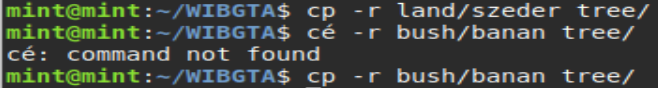 mint@mint:~/WIBGTA$ cp -r land/szeder tree/
mint@mint:~/WIBGTA$ cé -r bush/banan tree/
cé: command not found
mint@mint:~/WIBGTA$ cp -r bush/banan tree/